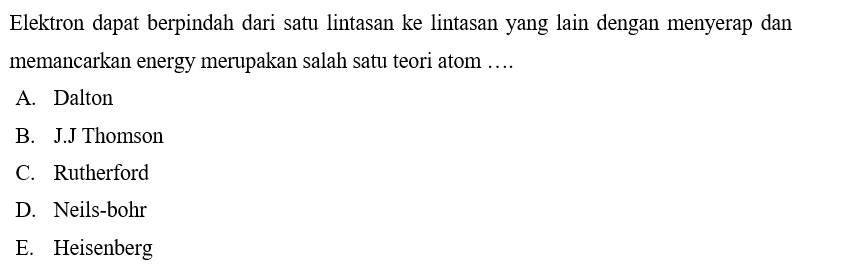 Elektron dapat berpindah dari satu lintasan ke lintasan yang lain dengan menyerap dan
memancarkan energy merupakan salah satu teori atom ….
A. Dalton
B. J.J Thomson
C. Rutherford
D. Neils-bohr
E. Heisenberg